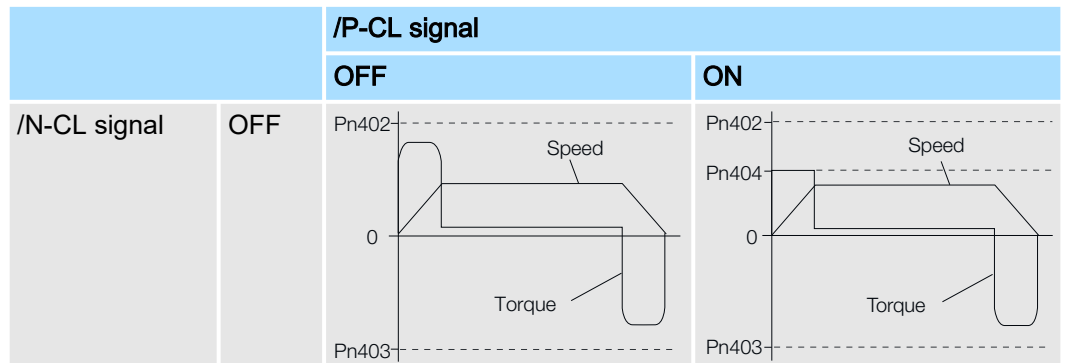 /P-CL signal
OFF ON
/N-CL signal OFF
Pn402
Speed
0
Torque
Pn403
Pn402
Speed
Pn404
0
Torque
Pn403